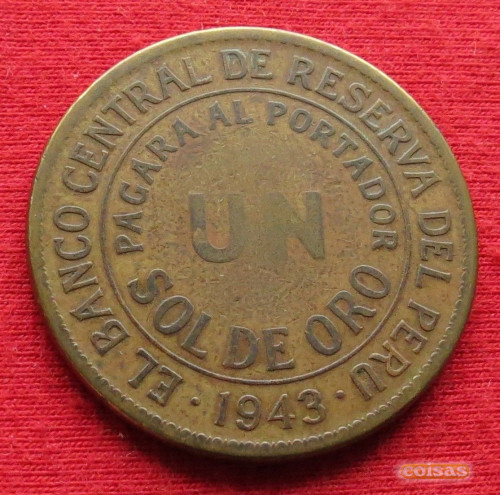 EL BANCO CENTRAL DE RESERVA DEL PERU
PAGARA AL PORTADOR
UN
SOL DE ORO
· 1943 ·
coisas